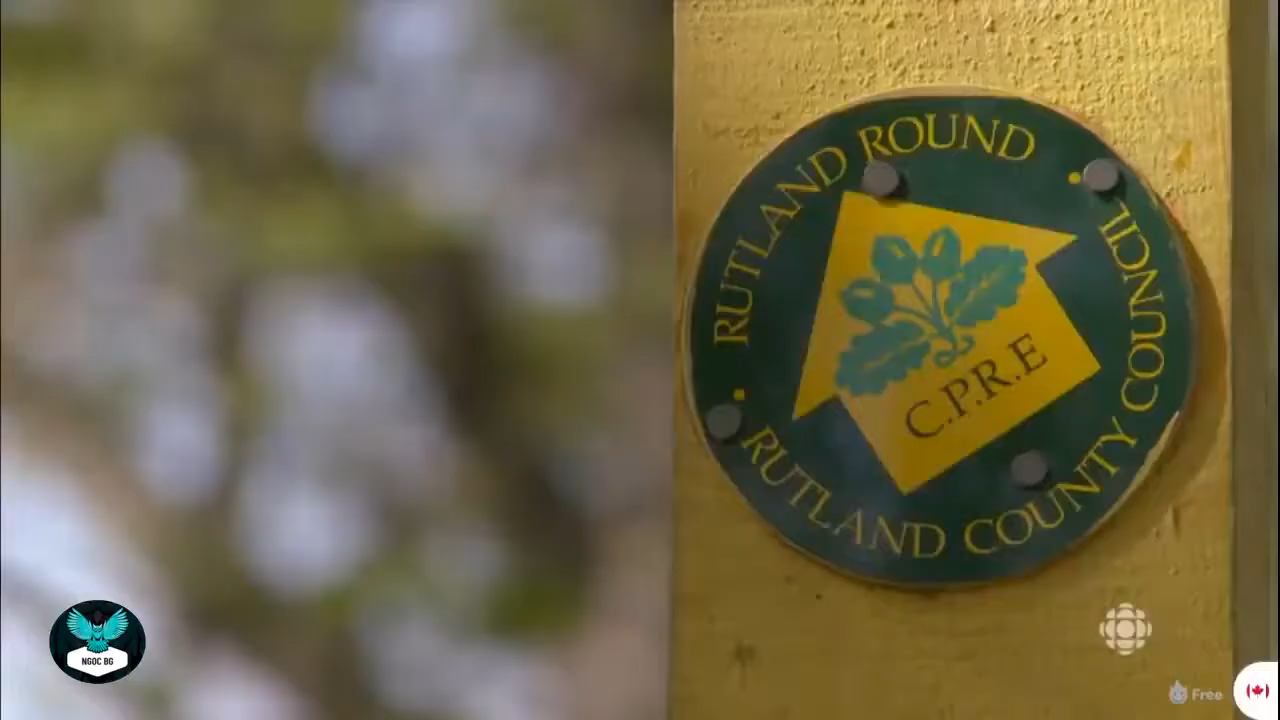 RUTLAND ROUND
C.P.R.E
RUTLAND COUNTY COUNCIL
NGOC BG
Free